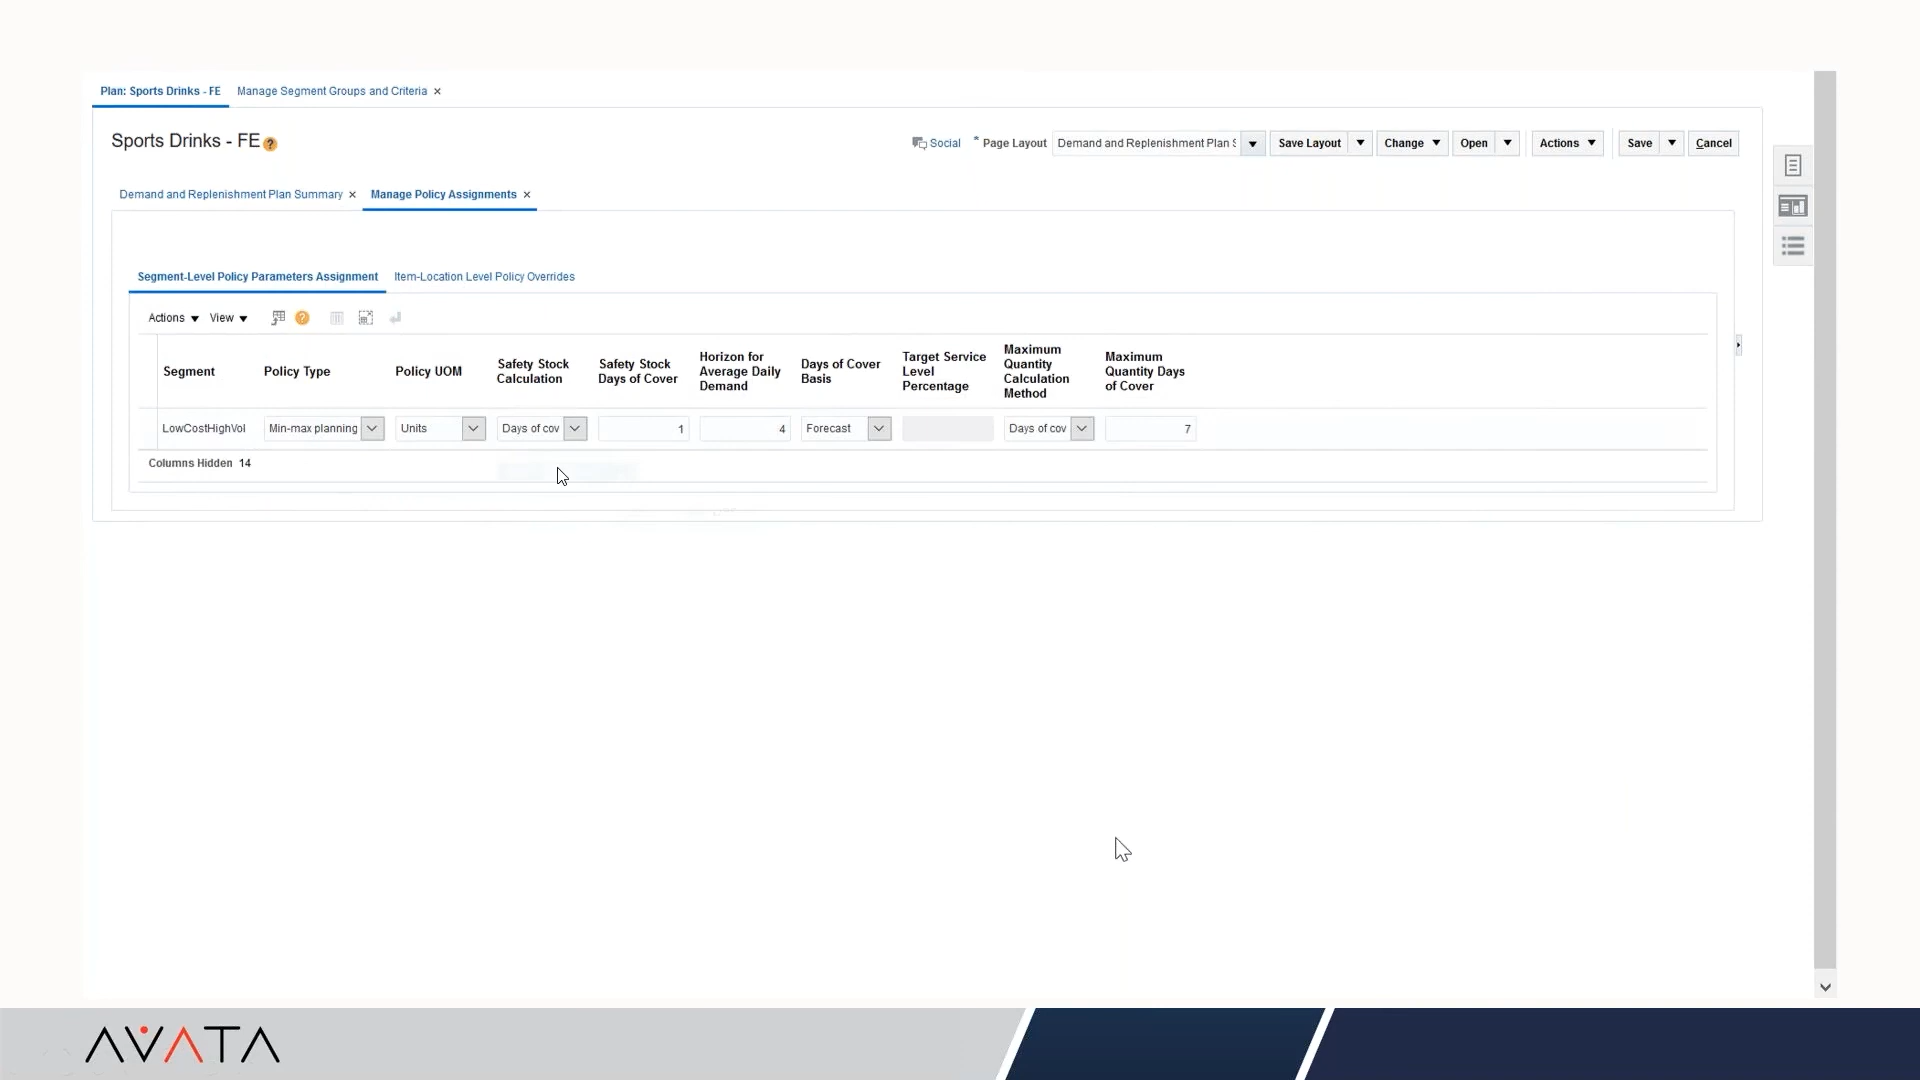 Plan: Sports Drinks - FE Manage Segment Groups and Criteria ×
Sports Drinks - FE ?
Social * Page Layout Demand and Replenishment Plan S Save Layout Change Open Actions Save Cancel
Demand and Replenishment Plan Summary × Manage Policy Assignments ×
Segment-Level Policy Parameters Assignment Item-Location Level Policy Overrides
Actions View ?
Segment
Policy Type
Policy UOM
Safety Stock
Calculation
Safety Stock
Days of Cover
Horizon for
Average Daily
Demand
Days of Cover
Basis
Target Service
Level
Percentage
Maximum
Quantity
Calculation
Method
Maximum
Quantity Days
of Cover
LowCostHighVol Min-max planning Units Days of cov 1 4 Forecast Days of cov 7
Columns Hidden 14
AVATA